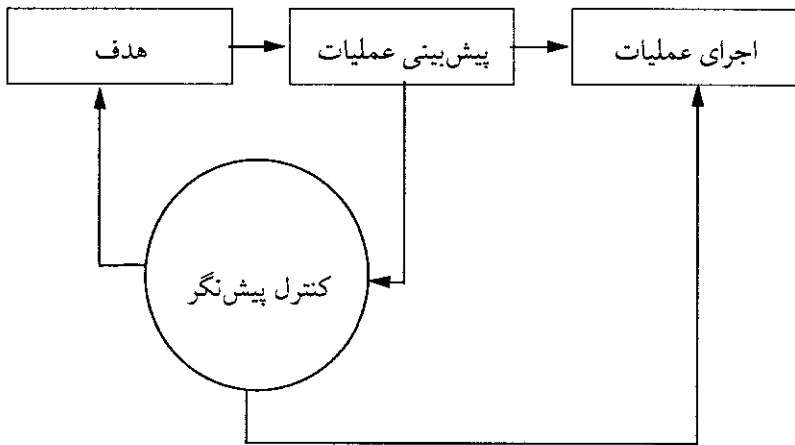 هدف
پیش‌بینی عملیات
اجرای عملیات
کنترل پیش‌نگر